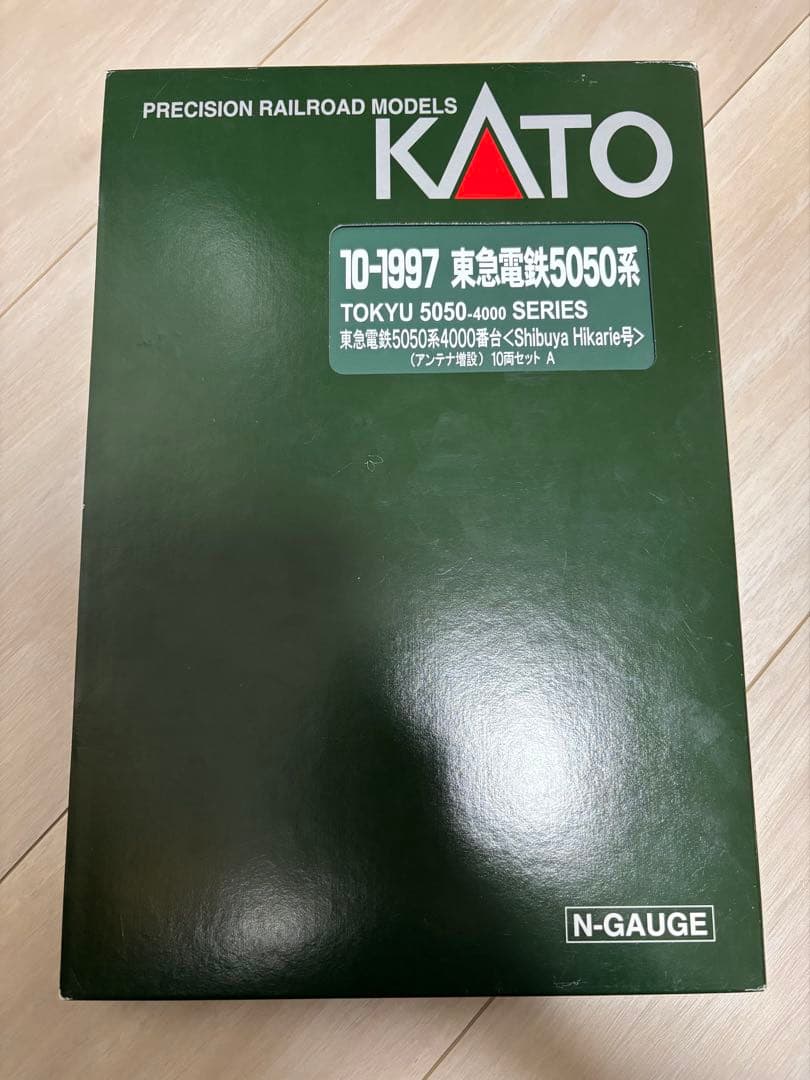 PRECISION RAILROAD MODELS
KATO
10-1997 東急電鉄5050系
TOKYU 5050-4000 SERIES
東急電鉄5050系4000番台<Shibuya Hikarie号>
(アンテナ増設) 10両セット A
N-GAUGE